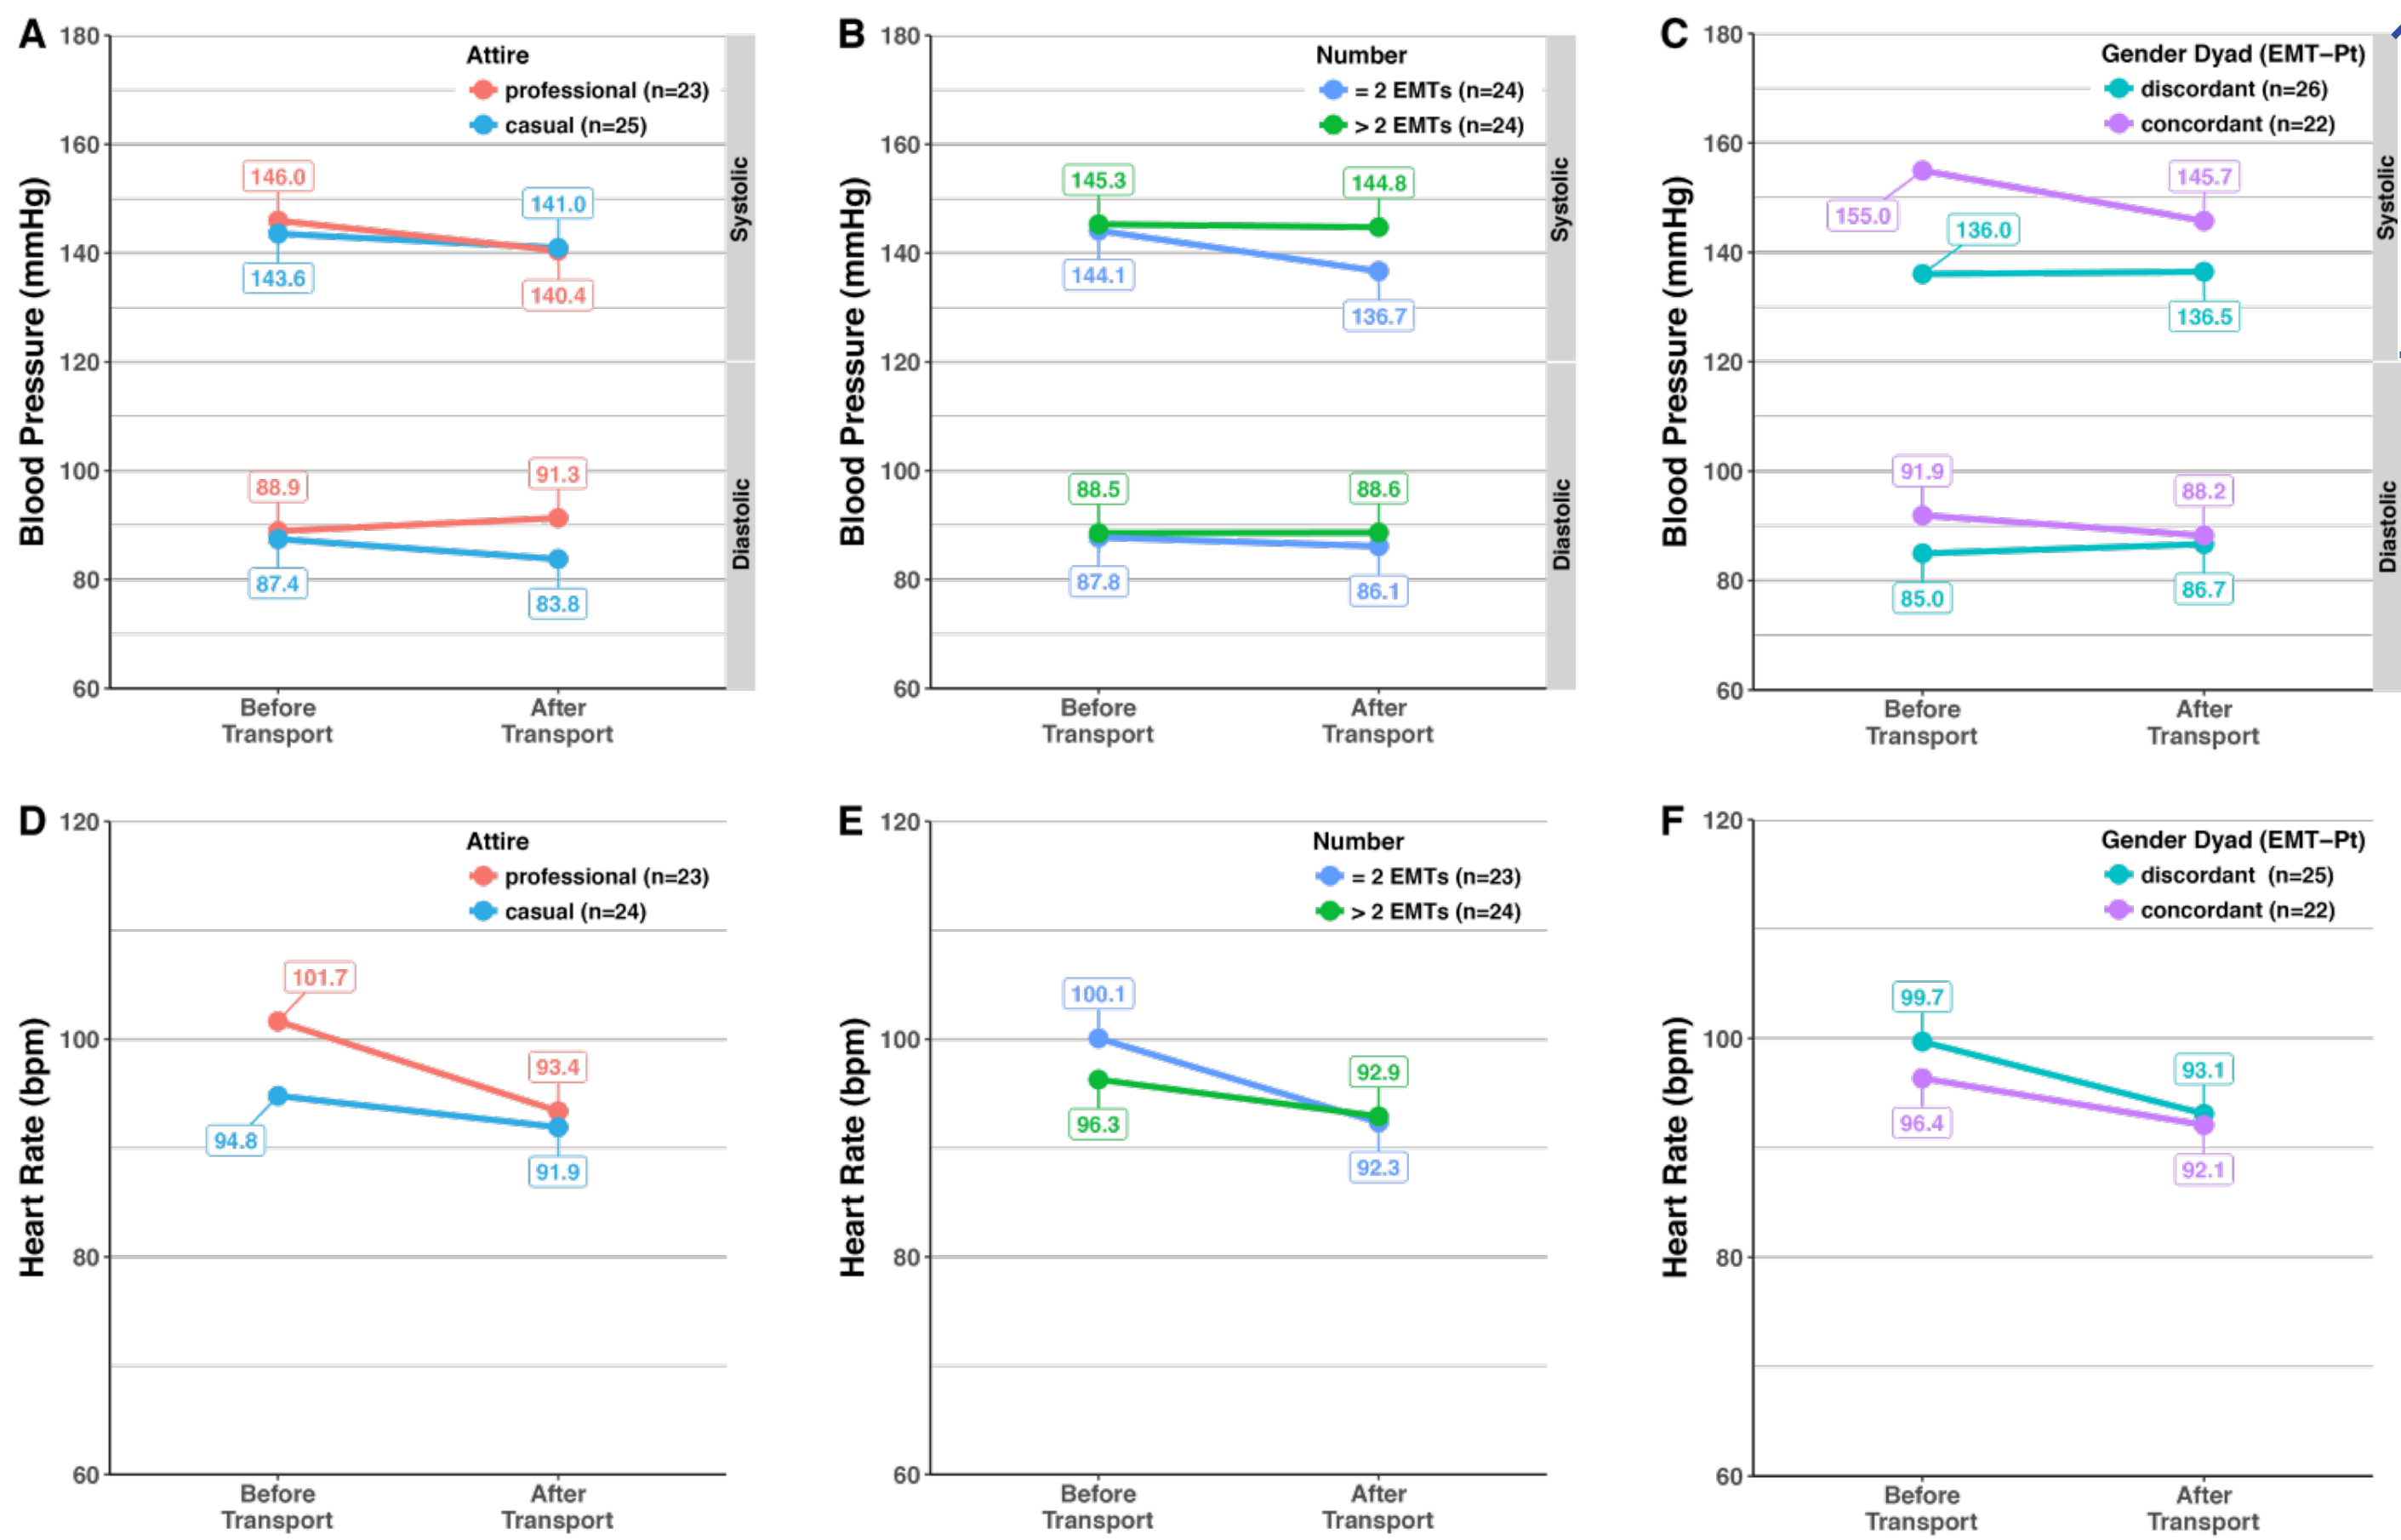 A
Blood Pressure (mmHg)
180
160
140
120
100
80
60
Attire
professional (n=23)
casual (n=25)
146.0
143.6
141.0
140.4
88.9
87.4
91.3
83.8
Systolic
Diastolic
Before
Transport
After
Transport
B
Blood Pressure (mmHg)
180
160
140
120
100
80
60
Number
= 2 EMTs (n=24)
> 2 EMTs (n=24)
145.3
144.1
144.8
136.7
88.5
87.8
88.6
86.1
Systolic
Diastolic
Before
Transport
After
Transport
C
Blood Pressure (mmHg)
180
160
140
120
100
80
60
Gender Dyad (EMT–Pt)
discordant (n=26)
concordant (n=22)
155.0
136.0
145.7
136.5
91.9
85.0
88.2
86.7
Systolic
Diastolic
Before
Transport
After
Transport
D
Heart Rate (bpm)
120
100
80
60
Attire
professional (n=23)
casual (n=24)
101.7
94.8
93.4
91.9
Before
Transport
After
Transport
E
Heart Rate (bpm)
120
100
80
60
Number
= 2 EMTs (n=23)
> 2 EMTs (n=24)
100.1
96.3
92.9
92.3
Before
Transport
After
Transport
F
Heart Rate (bpm)
120
100
80
60
Gender Dyad (EMT–Pt)
discordant (n=25)
concordant (n=22)
99.7
96.4
93.1
92.1
Before
Transport
After
Transport